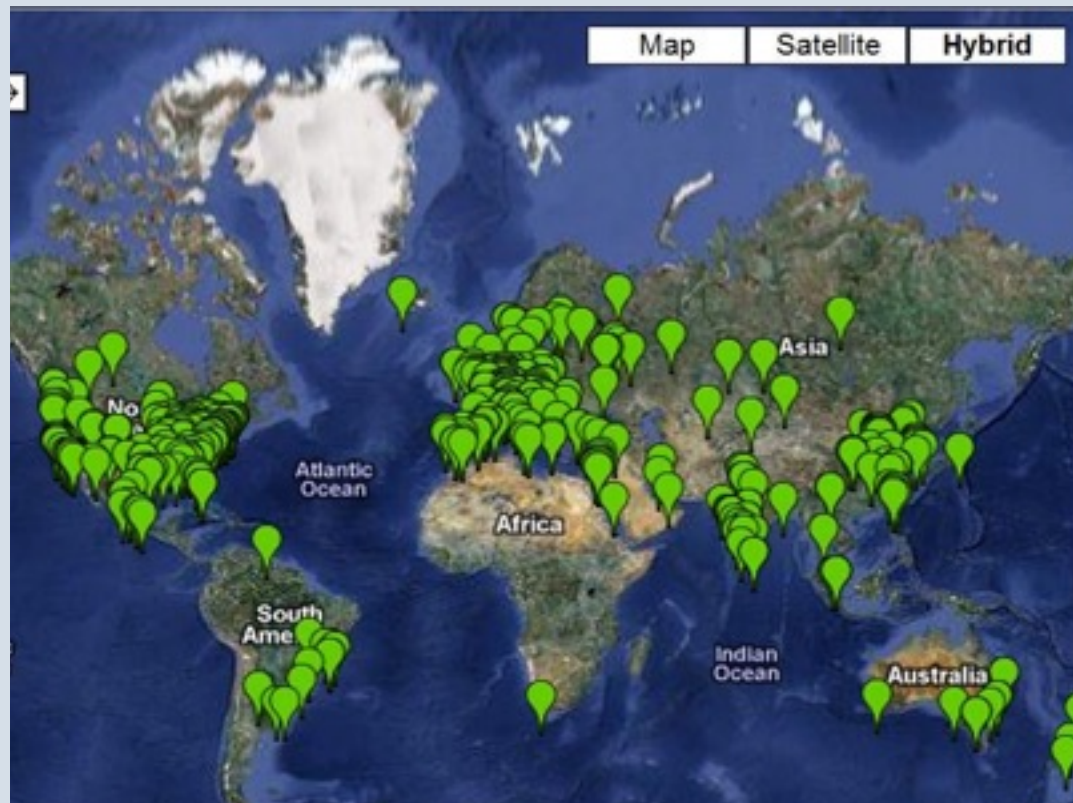 Map
Satellite
Hybrid
Asia
No
Atlantic
Ocean
Africa
South
Ame
Indian
Ocean
Australia